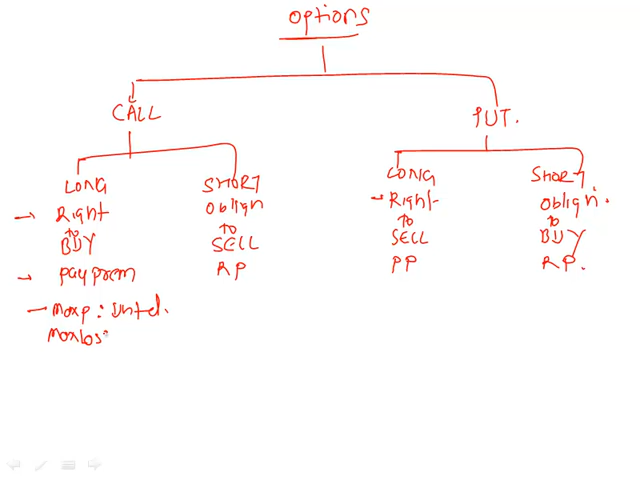 Options
CALL
PUT.
LONG
SHORT
LONG
SHORT.
→ Right
Oblign
- Right
Oblign.
to
to
to
to
BUY
SELL
SELL
BUY
→ Pay prem
RP
PP
RP.
- Maxp: Untd.
Maxlos